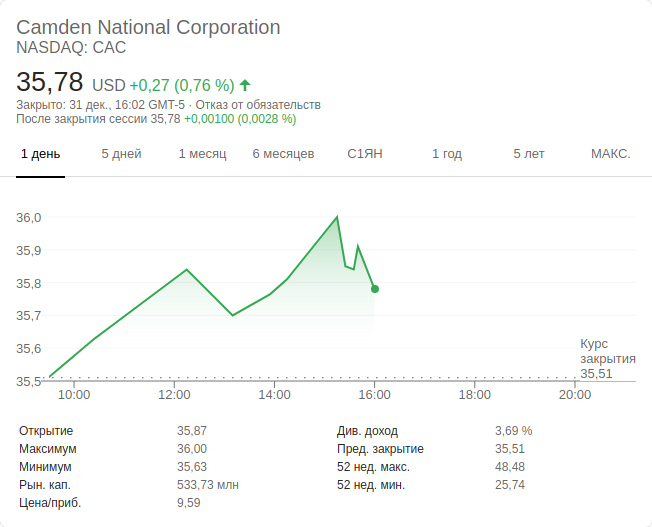 Camden National Corporation
NASDAQ: CAC
35,78 USD +0,27 (0,76 %)
Закрыто: 31 дек., 16:02 GMT-5 · Отказ от обязательств
После закрытия сессии 35,78 +0,00100 (0,0028 %)
1 день 5 дней 1 месяц 6 месяцев С1ЯН 1 год 5 лет МАКС.
36,0
35,9
35,8
35,7
35,6
35,5
Курс
закрытия
35,51
10:00 12:00 14:00 16:00 18:00 20:00
Открытие 35,87 Див. доход 3,69 %
Максимум 36,00 Пред. закрытие 35,51
Минимум 35,63 52 нед. макс. 48,48
Рын. кап. 533,73 млн 52 нед. мин. 25,74
Цена/приб. 9,59